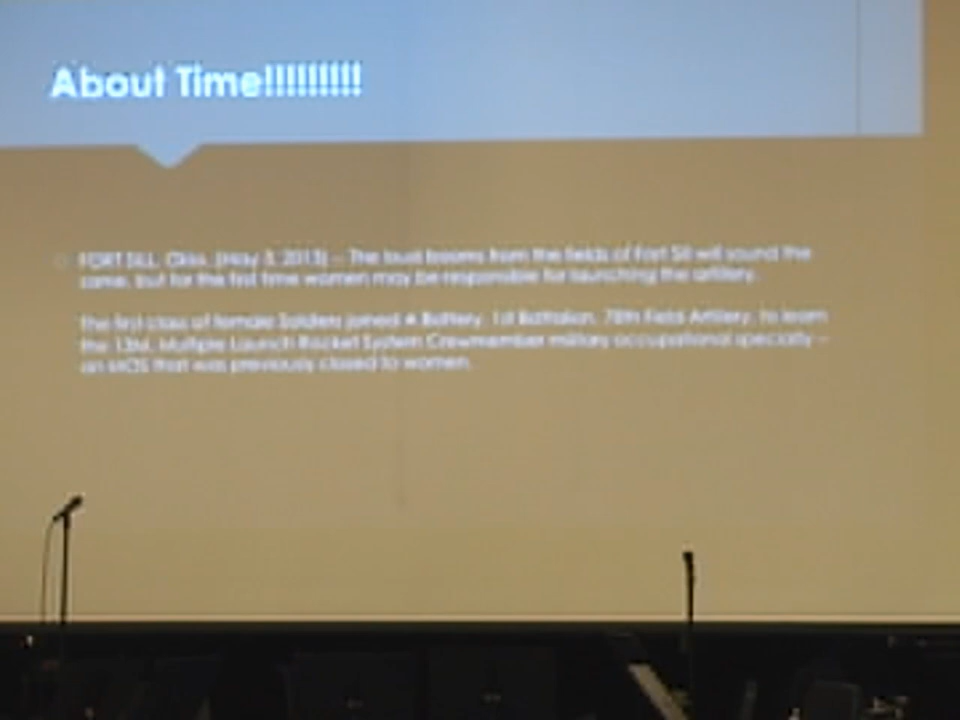 About Time!!!!!!!!!!
FORT SILL, Okla. (May 3, 2013) -- The loud booms from the fields of Fort Sill will sound the
same, but for the first time women may be responsible for launching the artillery.
The first class of female Soldiers joined A Battery, 1st Battalion, 78th Field Artillery, to learn
the 13M, Multiple Launch Rocket System Crewmember military occupational specialty --
an MOS that was previously closed to women.